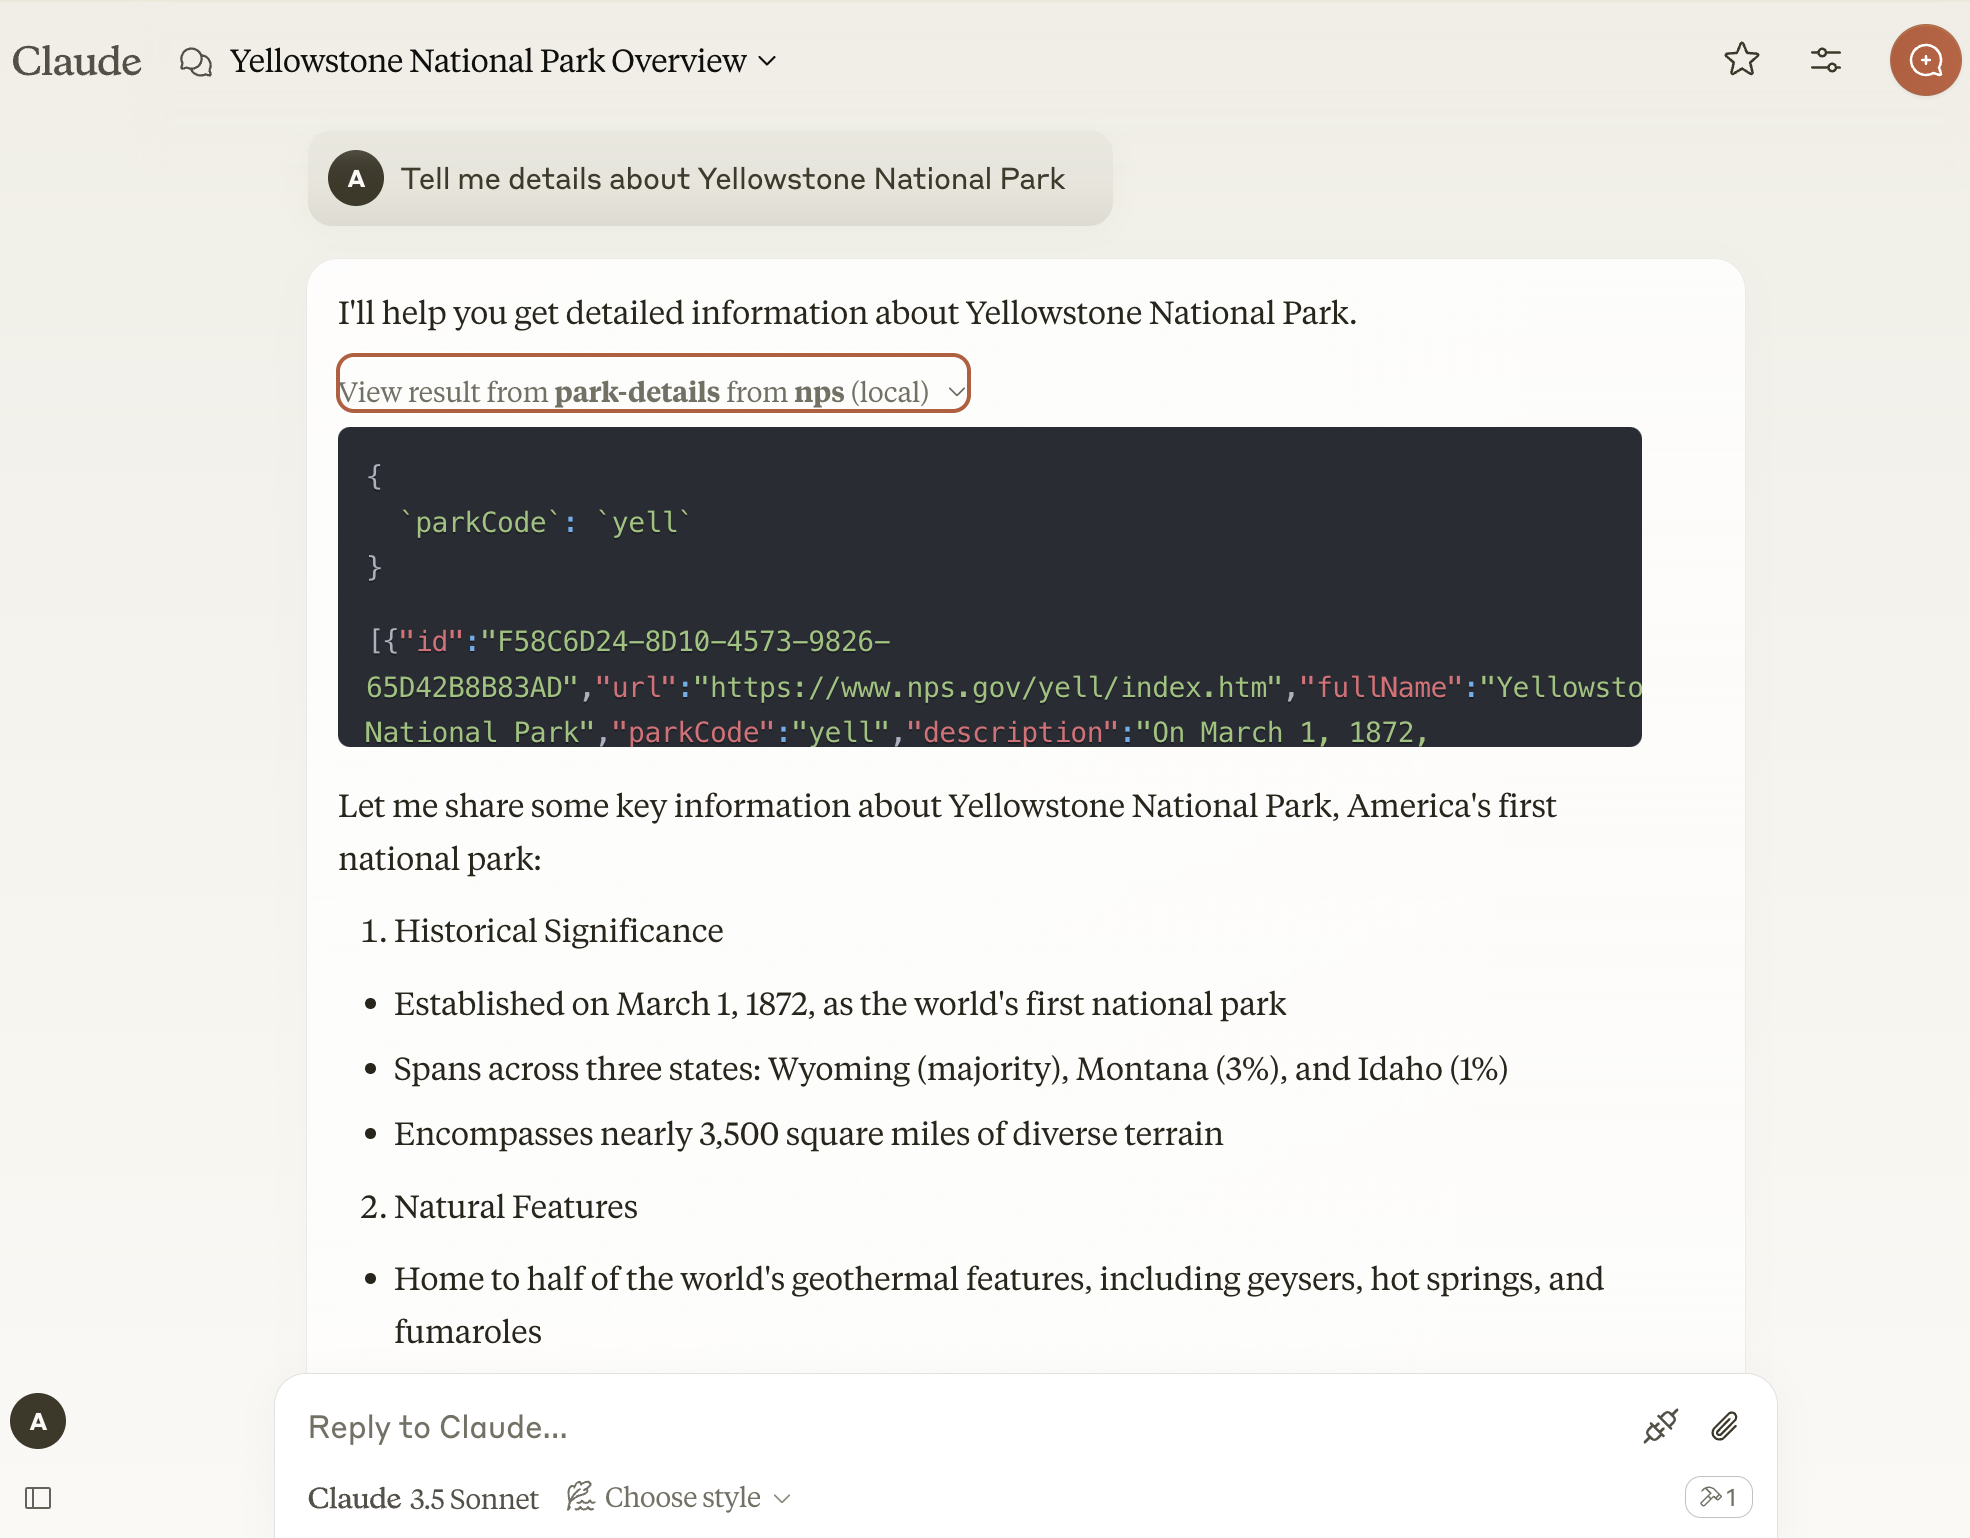 Claude
Yellowstone National Park Overview
A
Tell me details about Yellowstone National Park
I'll help you get detailed information about Yellowstone National Park.
View result from park-details from nps (local)
{
`parkCode`: `yell`
}
[{"id":"F58C6D24-8D10-4573-9826-
65D42B8B83AD","url":"https://www.nps.gov/yell/index.htm","fullName":"Yellowsto
National Park","parkCode":"yell","description":"On March 1, 1872,
Let me share some key information about Yellowstone National Park, America's first
national park:
1. Historical Significance
• Established on March 1, 1872, as the world's first national park
• Spans across three states: Wyoming (majority), Montana (3%), and Idaho (1%)
• Encompasses nearly 3,500 square miles of diverse terrain
2. Natural Features
• Home to half of the world's geothermal features, including geysers, hot springs, and
fumaroles
A
Reply to Claude...
Claude 3.5 Sonnet
Choose style
1